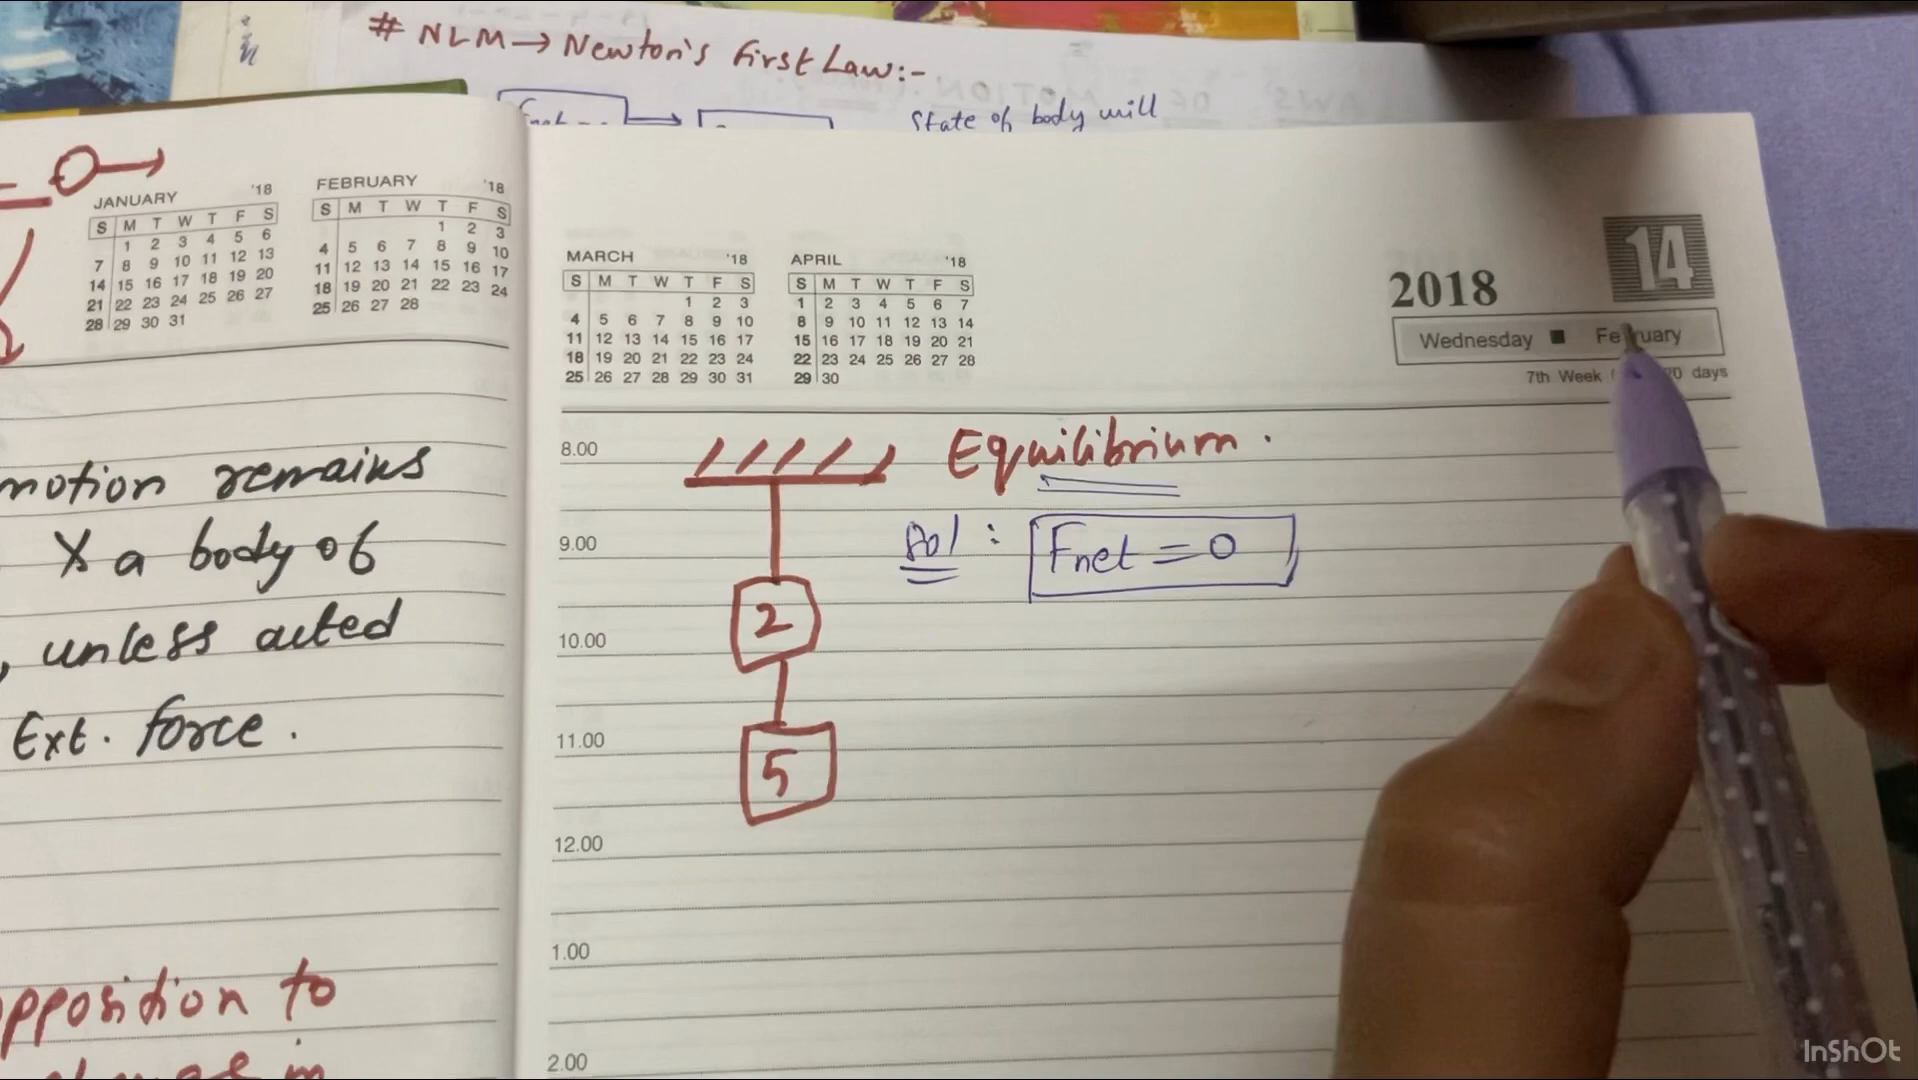 # NLM → Newton's First Law:-
State of body will
JANUARY '18
S M T W T F S
1 2 3 4 5 6
7 8 9 10 11 12 13
14 15 16 17 18 19 20
21 22 23 24 25 26 27
28 29 30 31
FEBRUARY '18
S M T W T F S
1 2 3
4 5 6 7 8 9 10
11 12 13 14 15 16 17
18 19 20 21 22 23 24
25 26 27 28
motion remains
a body of
, unless acted
Ext. force.
opposition to
in
MARCH '18
S M T W T F S
1 2 3
4 5 6 7 8 9 10
11 12 13 14 15 16 17
18 19 20 21 22 23 24
25 26 27 28 29 30 31
APRIL '18
S M T W T F S
1 2 3 4 5 6 7
8 9 10 11 12 13 14
15 16 17 18 19 20 21
22 23 24 25 26 27 28
29 30
2018 14
Wednesday ■ February
7th Week days
8.00
Equilibrium.
9.00
Sol : Fnet = 0
2
10.00
11.00
5
12.00
1.00
2.00
InShOt